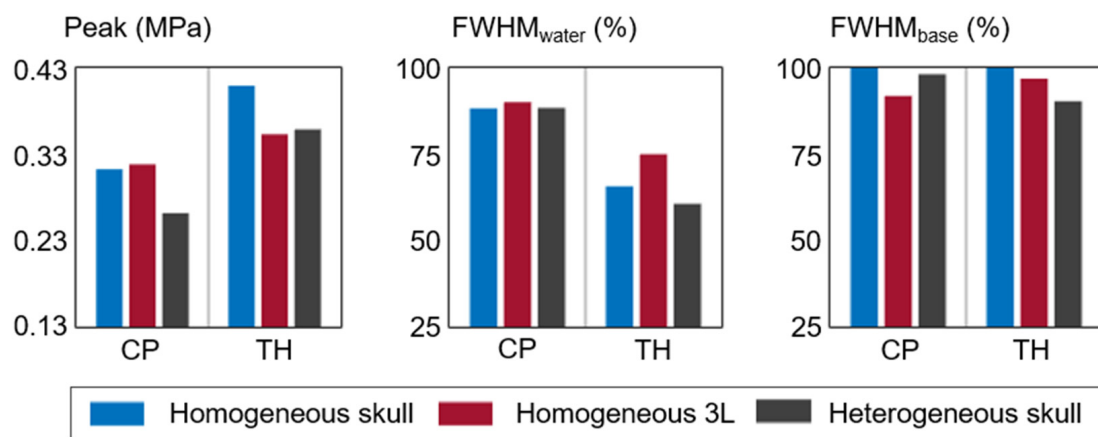 Peak (MPa)
0.43
0.33
0.23
0.13
CP TH
FWHMwater (%)
100
75
50
25
CP TH
FWHMbase (%)
100
75
50
25
CP TH
Homogeneous skull Homogeneous 3L Heterogeneous skull